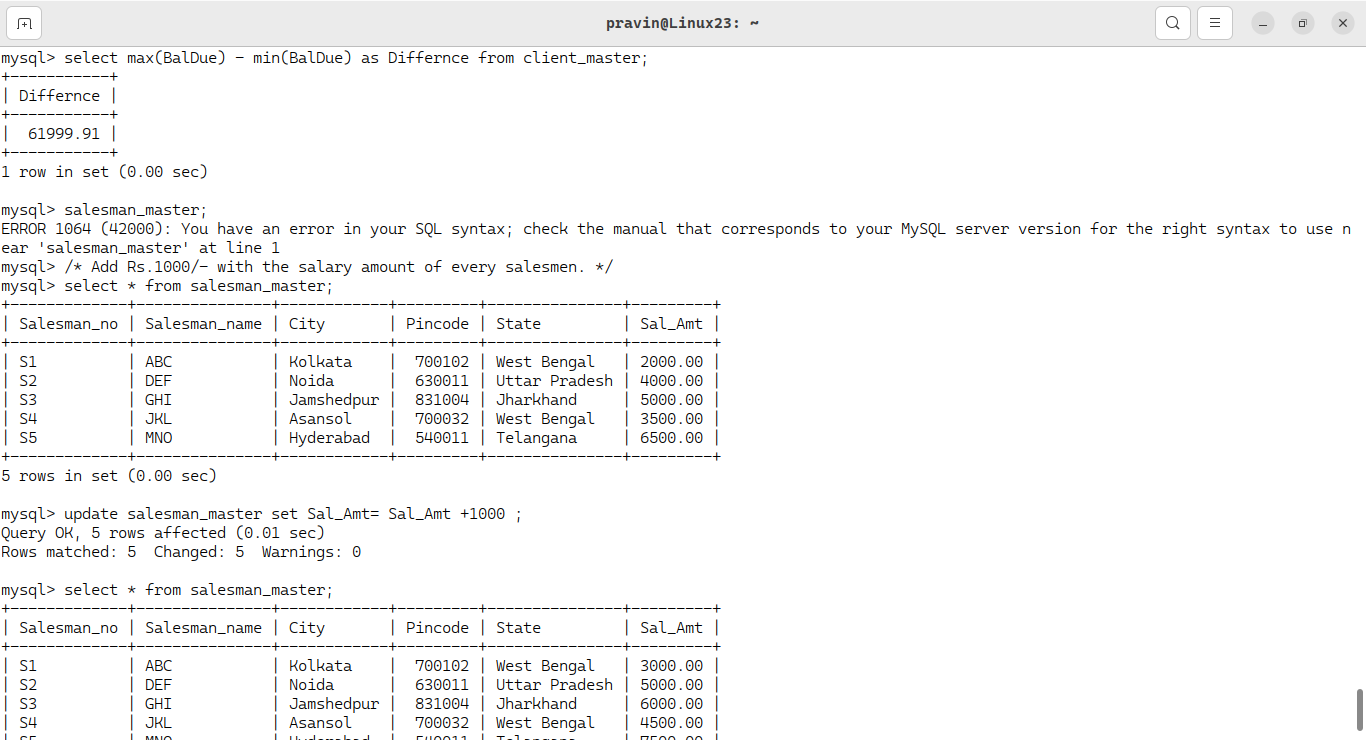 pravin@Linux23: ~
mysql> select max(BalDue) - min(BalDue) as Differnce from client_master;
+-----------+
| Differnce |
+-----------+
|  61999.91 |
+-----------+
1 row in set (0.00 sec)
mysql> salesman_master;
ERROR 1064 (42000): You have an error in your SQL syntax; check the manual that corresponds to your MySQL server version for the right syntax to use n
ear 'salesman_master' at line 1
mysql> /* Add Rs.1000/- with the salary amount of every salesmen. */
mysql> select * from salesman_master;
+-------------+---------------+------------+---------+---------------+---------+
| Salesman_no | Salesman_name | City       | Pincode | State         | Sal_Amt |
+-------------+---------------+------------+---------+---------------+---------+
| S1          | ABC           | Kolkata    |  700102 | West Bengal   | 2000.00 |
| S2          | DEF           | Noida      |  630011 | Uttar Pradesh | 4000.00 |
| S3          | GHI           | Jamshedpur |  831004 | Jharkhand     | 5000.00 |
| S4          | JKL           | Asansol    |  700032 | West Bengal   | 3500.00 |
| S5          | MNO           | Hyderabad  |  540011 | Telangana     | 6500.00 |
+-------------+---------------+------------+---------+---------------+---------+
5 rows in set (0.00 sec)
mysql> update salesman_master set Sal_Amt= Sal_Amt +1000 ;
Query OK, 5 rows affected (0.01 sec)
Rows matched: 5  Changed: 5  Warnings: 0
mysql> select * from salesman_master;
+-------------+---------------+------------+---------+---------------+---------+
| Salesman_no | Salesman_name | City       | Pincode | State         | Sal_Amt |
+-------------+---------------+------------+---------+---------------+---------+
| S1          | ABC           | Kolkata    |  700102 | West Bengal   | 3000.00 |
| S2          | DEF           | Noida      |  630011 | Uttar Pradesh | 5000.00 |
| S3          | GHI           | Jamshedpur |  831004 | Jharkhand     | 6000.00 |
| S4          | JKL           | Asansol    |  700032 | West Bengal   | 4500.00 |